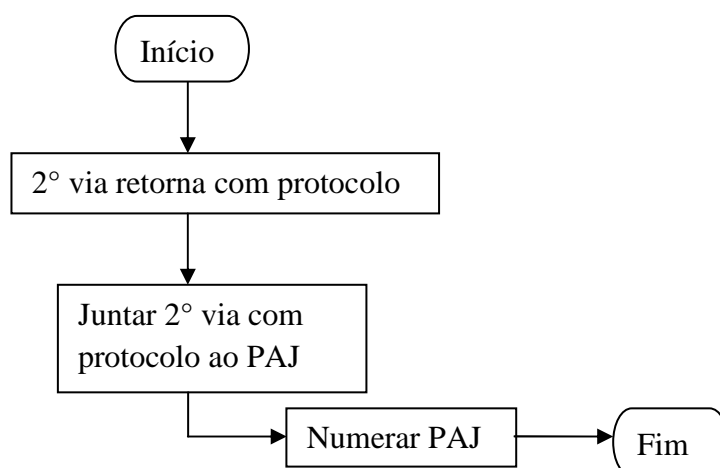 Início
2° via retorna com protocolo
Juntar 2° via com
protocolo ao PAJ
Numerar PAJ
Fim